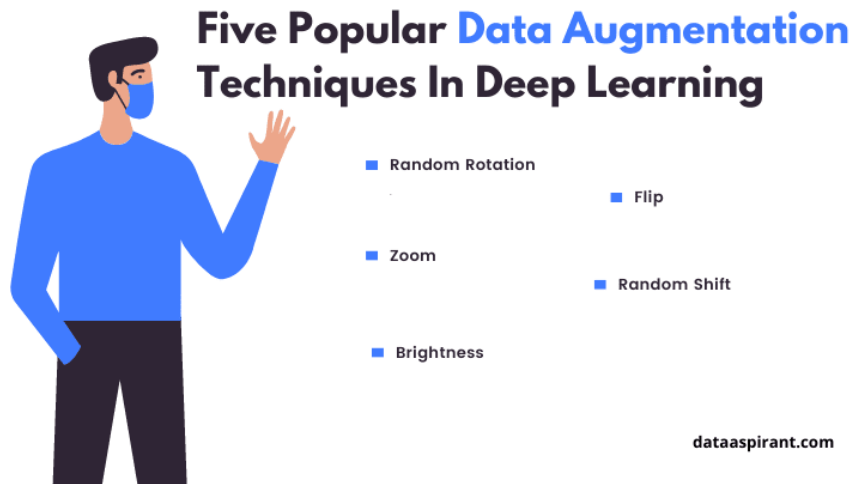 Five Popular Data Augmentation
Techniques In Deep Learning
Random Rotation
Flip
Zoom
Random Shift
Brightness
dataaspirant.com